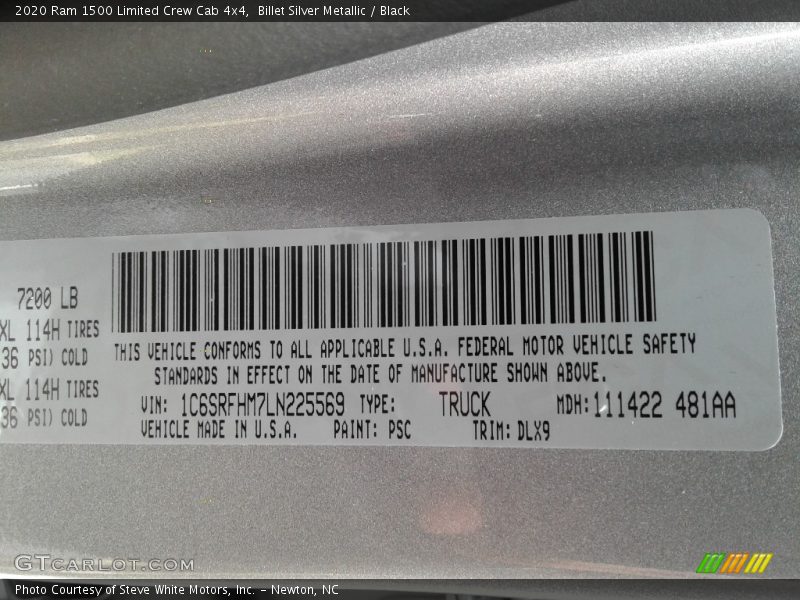 2020 Ram 1500 Limited Crew Cab 4x4, Billet Silver Metallic / Black
7200 LB
XL 114H TIRES
36 PSI) COLD
XL 114H TIRES
36 PSI) COLD
THIS VEHICLE CONFORMS TO ALL APPLICABLE U.S.A. FEDERAL MOTOR VEHICLE SAFETY
STANDARDS IN EFFECT ON THE DATE OF MANUFACTURE SHOWN ABOVE.
VIN: 1C6SRFHM7LN225569 TYPE: TRUCK MDH: 111422 481AA
VEHICLE MADE IN U.S.A. PAINT: PSC TRIM: DLX9
GTCarLot.com
Photo Courtesy of Steve White Motors, Inc. – Newton, NC